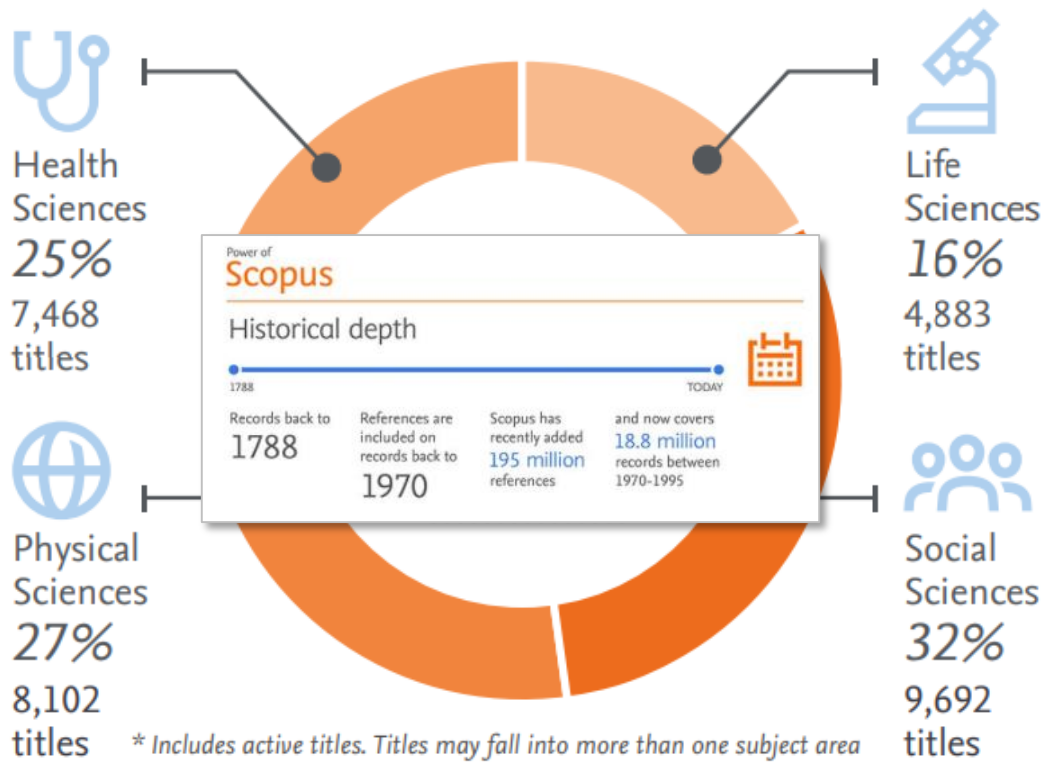 Health
Sciences
25%
7,468
titles
Life
Sciences
16%
4,883
titles
Power of
Scopus
Historical depth
1788
TODAY
Records back to
1788
References are
included on
records back to
1970
Scopus has
recently added
195 million
references
and now covers
18.8 million
records between
1970-1995
Physical
Sciences
27%
8,102
titles
Social
Sciences
32%
9,692
titles
* Includes active titles. Titles may fall into more than one subject area